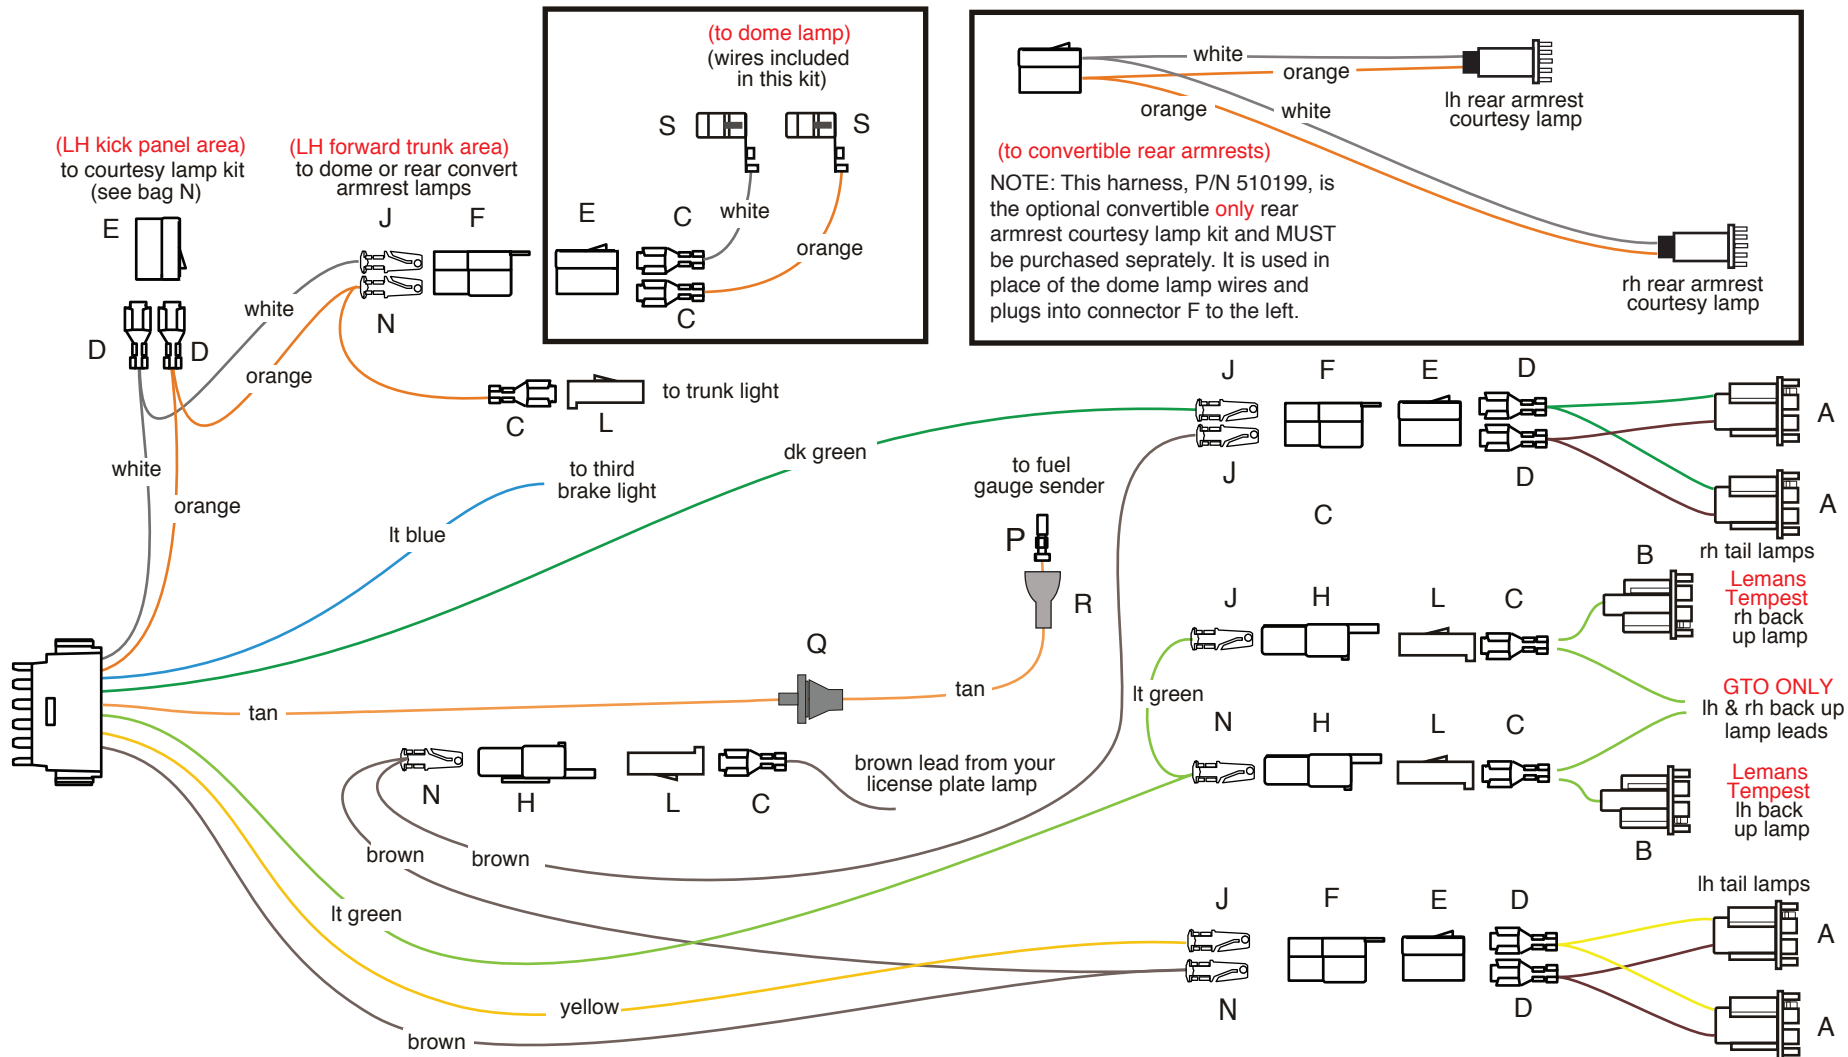 (to dome lamp)
(wires included
in this kit)
S
S
E
C
white
orange
C
white
orange
orange
white
lh rear armrest
courtesy lamp
(to convertible rear armrests)
NOTE: This harness, P/N 510199, is
the optional convertible only rear
armrest courtesy lamp kit and MUST
be purchased seprately. It is used in
place of the dome lamp wires and
plugs into connector F to the left.
rh rear armrest
courtesy lamp
(LH kick panel area)
to courtesy lamp kit
(see bag N)
E
D
D
(LH forward trunk area)
to dome or rear convert
armrest lamps
J
F
N
white
orange
C
L
to trunk light
white
orange
to third
brake light
lt blue
dk green
to fuel
gauge sender
P
R
Q
tan
tan
J
F
E
D
A
J
D
A
C
rh tail lamps
B
Lemans
Tempest
rh back
up lamp
J
H
L
C
lt green
GTO ONLY
lh & rh back up
lamp leads
N
H
L
C
Lemans
Tempest
lh back
up lamp
B
N
H
L
C
brown lead from your
license plate lamp
brown
brown
lt green
yellow
brown
lh tail lamps
J
F
E
D
A
N
D
A